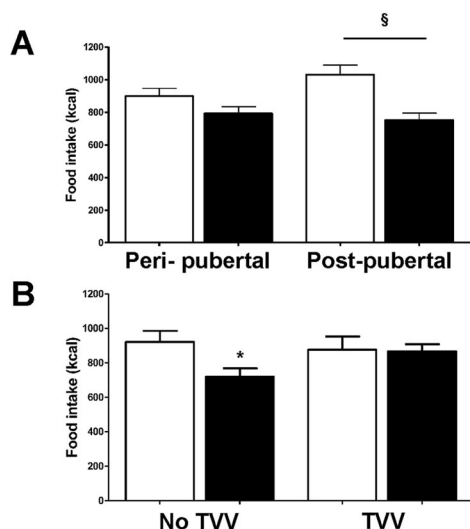 A
§
Food intake (kcal)
1200
1000
800
600
400
200
0
Peri- pubertal Post-pubertal
B
Food intake (kcal)
1200
1000
800
600
400
200
0
*
No TVV TVV